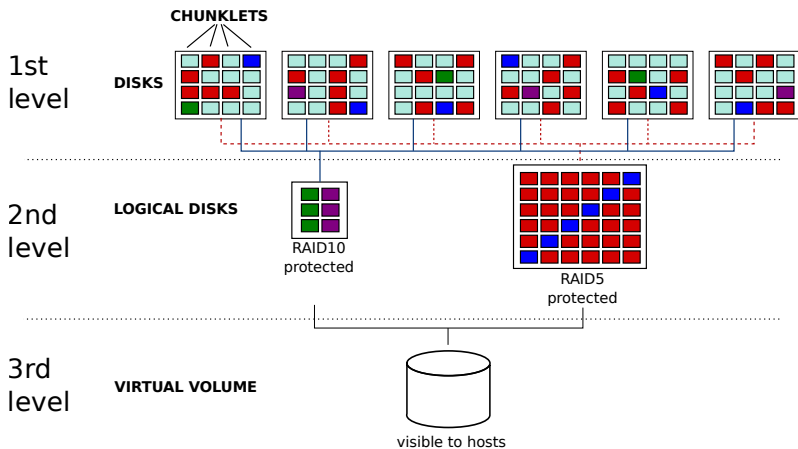 CHUNKLETS
1st
level
DISKS
2nd
level
LOGICAL DISKS
RAID10
protected
RAID5
protected
3rd
level
VIRTUAL VOLUME
visible to hosts